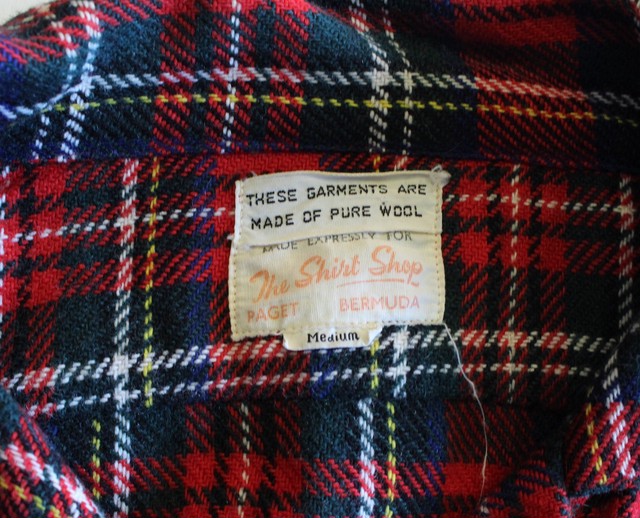 THESE GARMENTS ARE
MADE OF PURE WOOL
MADE EXPRESSLY FOR
The Shirt Shop
PAGET BERMUDA
Medium